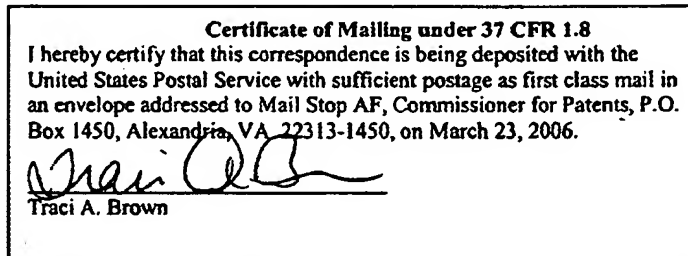 Certificate of Mailing under 37 CFR 1.8
I hereby certify that this correspondence is being deposited with the
United States Postal Service with sufficient postage as first class mail in
an envelope addressed to Mail Stop AF, Commissioner for Patents, P.O.
Box 1450, Alexandria, VA 22313-1450, on March 23, 2006.
Traci A. B
Traci A. Brown